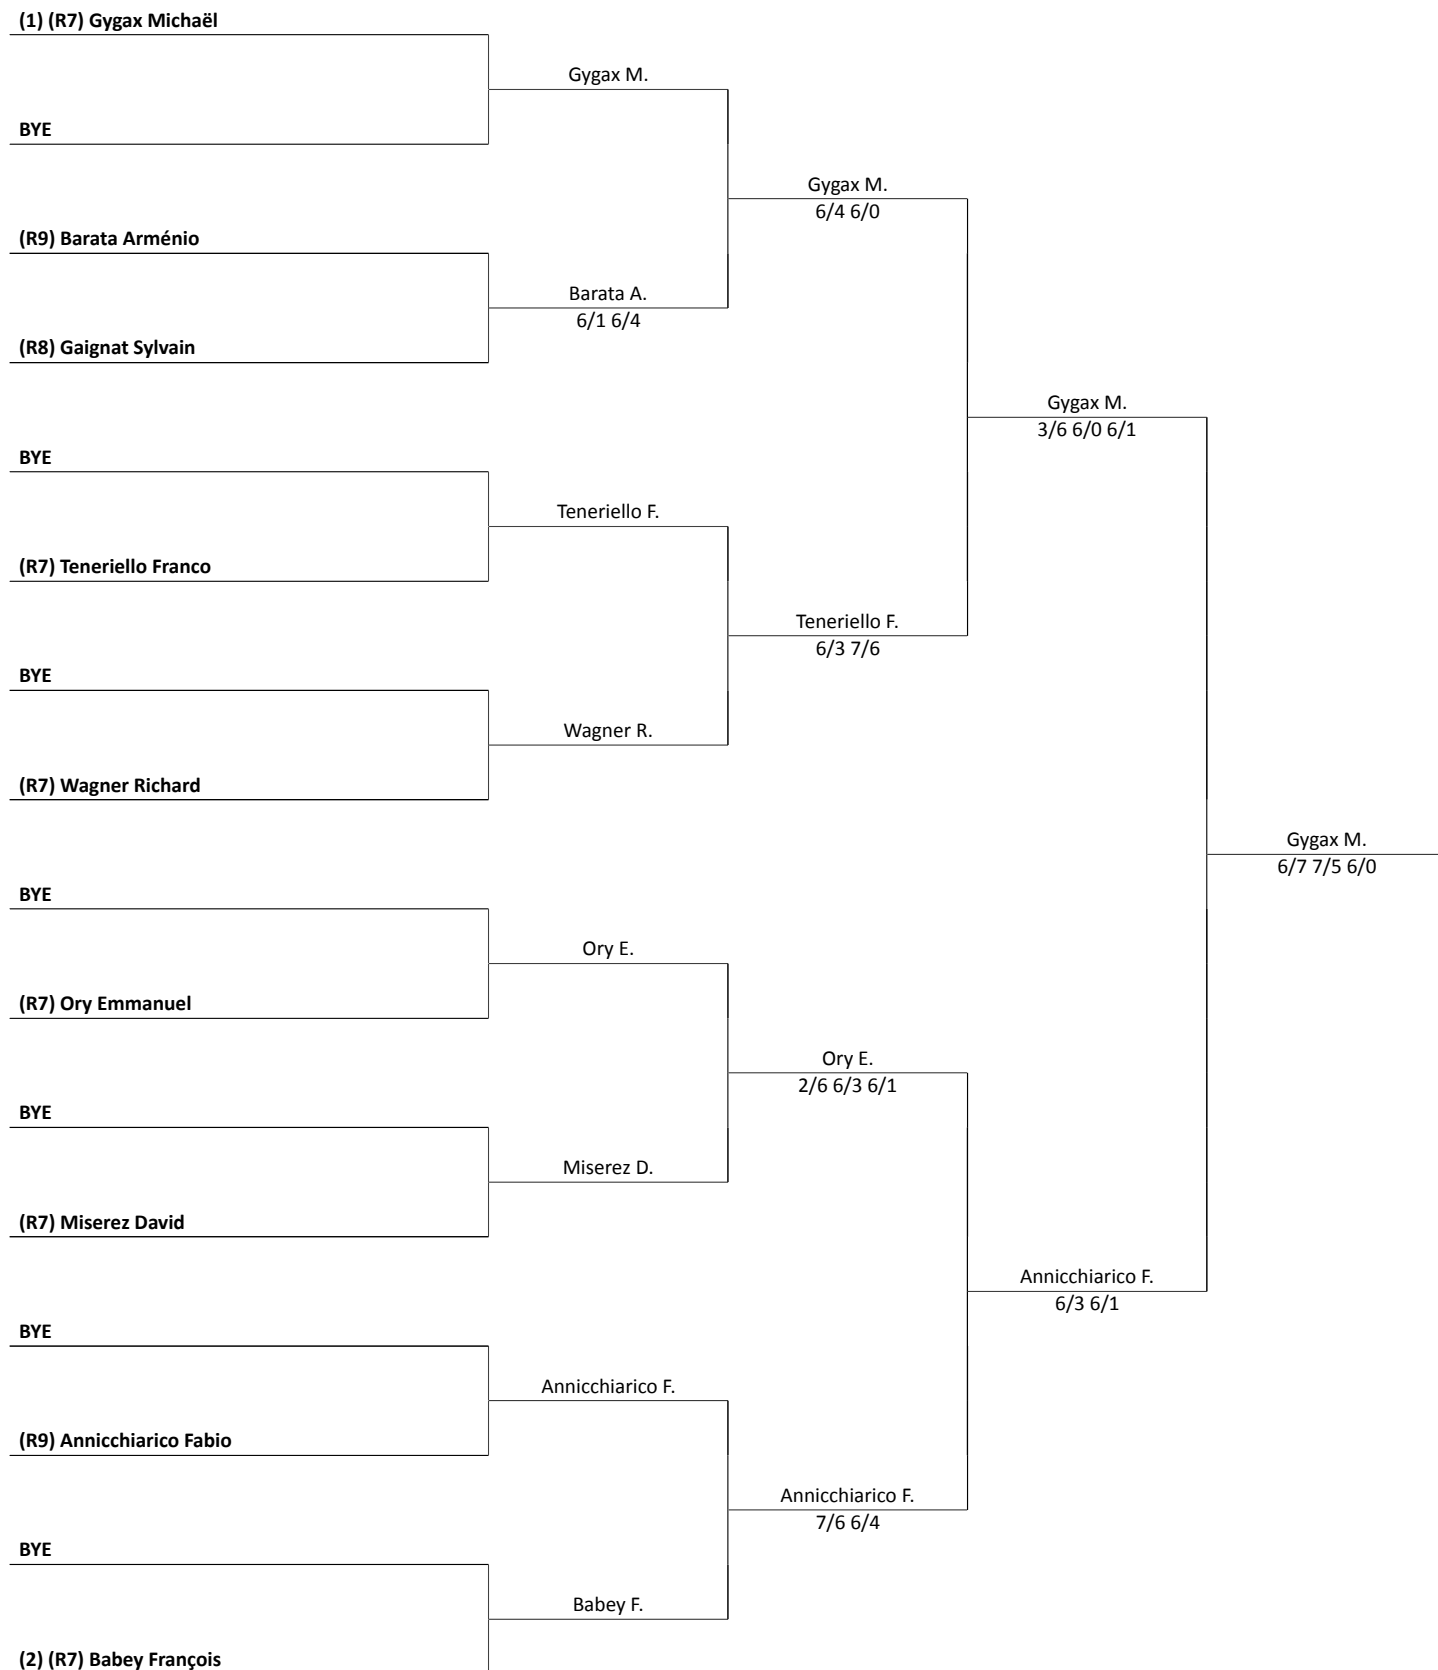 (1) (R7) Gygax Michaël
Gygax M.
BYE
Gygax M.
6/4 6/0
(R9) Barata Arménio
Barata A.
6/1 6/4
(R8) Gaignat Sylvain
Gygax M.
3/6 6/0 6/1
BYE
Teneriello F.
(R7) Teneriello Franco
Teneriello F.
6/3 7/6
BYE
Wagner R.
(R7) Wagner Richard
Gygax M.
6/7 7/5 6/0
BYE
Ory E.
(R7) Ory Emmanuel
Ory E.
2/6 6/3 6/1
BYE
Miserez D.
(R7) Miserez David
Annicchiarico F.
6/3 6/1
BYE
Annicchiarico F.
(R9) Annicchiarico Fabio
Annicchiarico F.
7/6 6/4
BYE
Babey F.
(2) (R7) Babey François